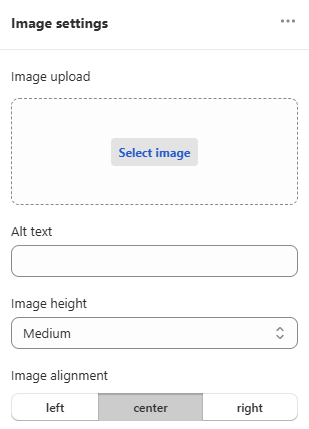 Image settings
Image upload
Select image
Alt text
Image height
Medium
Image alignment
left center right